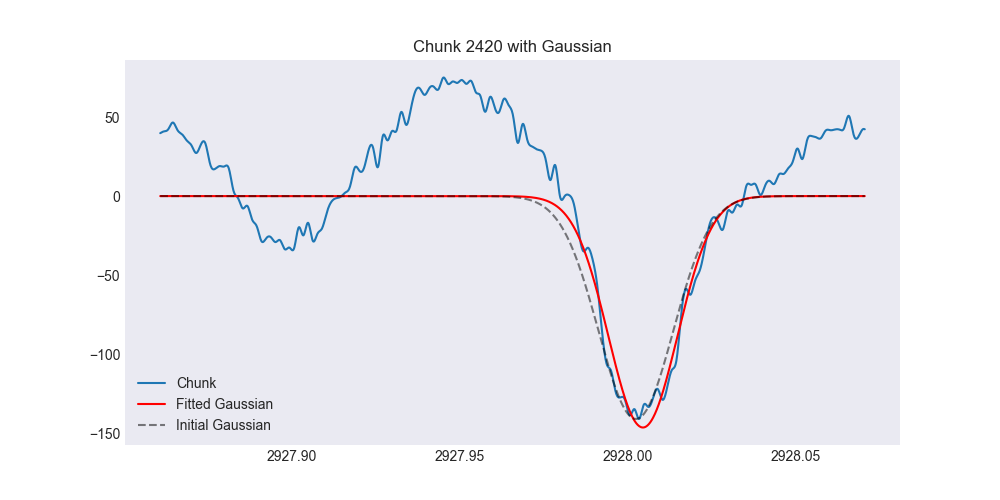 Chunk 2420 with Gaussian
50
0
−50
−100
−150
Chunk
Fitted Gaussian
Initial Gaussian
2927.90 2927.95 2928.00 2928.05